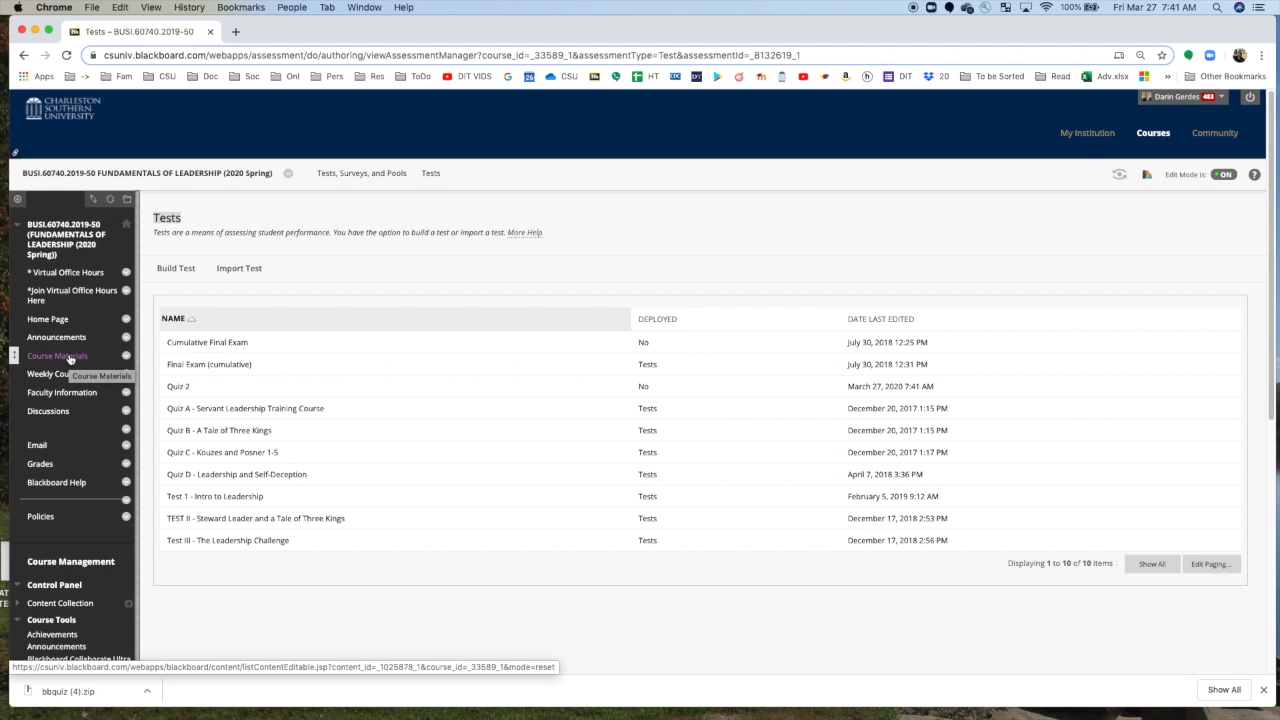 Chrome File Edit View History Bookmarks People Tab Window Help 100% Fri Mar 27 7:41 AM
Tests – BUSI.60740.2019-50
csuniv.blackboard.com/webapps/assessment/do/authoring/viewAssessmentManager?course_id=_33589_1&assessmentType=Test&assessmentId=_8132619_1
Apps -> Fam CSU Doc Soc Onl Pers Res ToDo DIT VIDS 26 CSU HT DIT 20 To be Sorted Read Adv.xlsx » Other Bookmarks
CHARLESTON
SOUTHERN
UNIVERSITY
Darin Gerdes 483
My Institution Courses Community
BUSI.60740.2019-50 FUNDAMENTALS OF LEADERSHIP (2020 Spring) Tests, Surveys, and Pools Tests Edit Mode is: ON ?
BUSI.60740.2019-50
(FUNDAMENTALS OF
LEADERSHIP (2020
Spring))
* Virtual Office Hours
*Join Virtual Office Hours
Here
Home Page
Announcements
Course Materials
Weekly Cou
Course Materials
Faculty Information
Discussions
Email
Grades
Blackboard Help
Policies
Course Management
Control Panel
Content Collection
Course Tools
Achievements
Announcements
Blackboard Collaborate Ultra
Tests
Tests are a means of assessing student performance. You have the option to build a test or import a test. More Help
Build Test Import Test
NAME DEPLOYED DATE LAST EDITED
Cumulative Final Exam No July 30, 2018 12:25 PM
Final Exam (cumulative) Tests July 30, 2018 12:31 PM
Quiz 2 No March 27, 2020 7:41 AM
Quiz A - Servant Leadership Training Course Tests December 20, 2017 1:15 PM
Quiz B - A Tale of Three Kings Tests December 20, 2017 1:15 PM
Quiz C - Kouzes and Posner 1-5 Tests December 20, 2017 1:17 PM
Quiz D - Leadership and Self-Deception Tests April 7, 2018 3:36 PM
Test 1 - Intro to Leadership Tests February 5, 2019 9:12 AM
TEST II - Steward Leader and a Tale of Three Kings Tests December 17, 2018 2:53 PM
Test III - The Leadership Challenge Tests December 17, 2018 2:56 PM
Displaying 1 to 10 of 10 items Show All Edit Paging...
https://csuniv.blackboard.com/webapps/blackboard/content/listContentEditable.jsp?content_id=_1025878_1&course_id=_33589_1&mode=reset
bbquiz (4).zip Show All